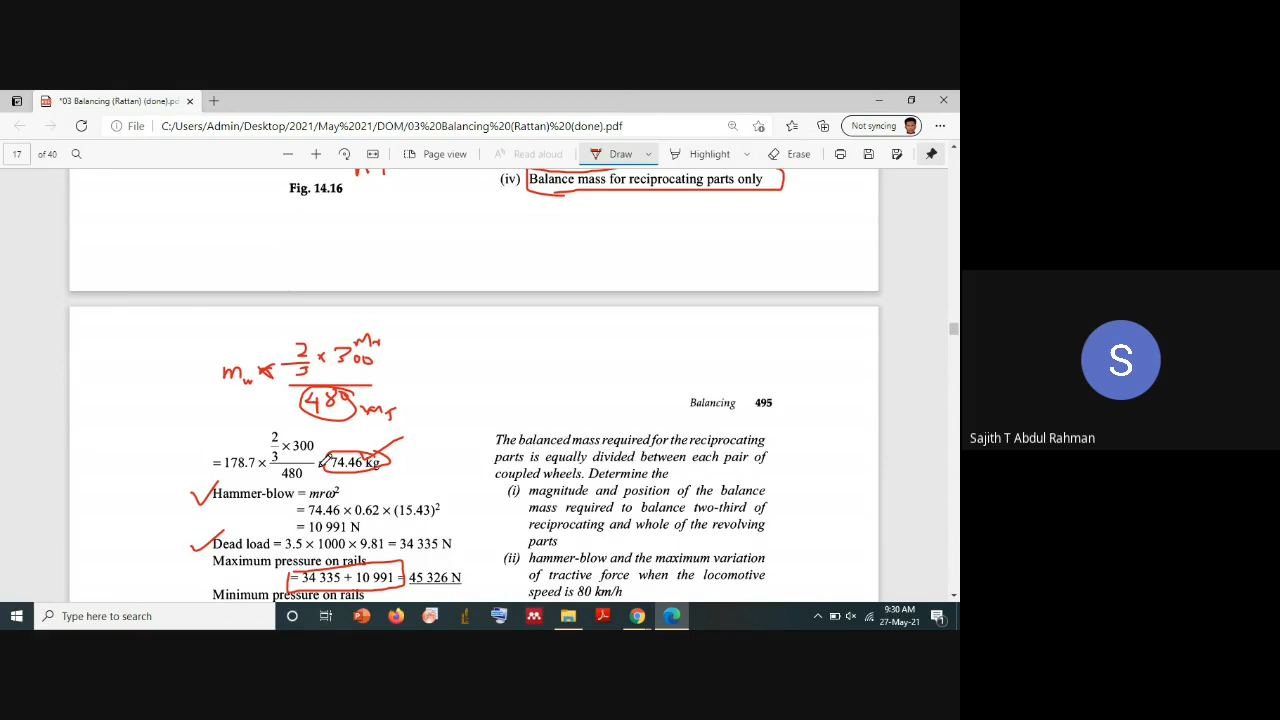 *03 Balancing (Rattan) (done).pd
File C:/Users/Admin/Desktop/2021/May%2021/DOM/03%20Balancing%20(Rattan)%20(done).pdf
Not syncing
17 of 40
Page view
Read aloud
Draw
Highlight
Erase
Fig. 14.16
(iv) Balance mass for reciprocating parts only
2/3 × 300
480
Balancing 495
= 178.7 × (2/3 × 300)/480 74.46 kg
Hammer-blow = mrω²
= 74.46 × 0.62 × (15.43)²
= 10 991 N
Dead load = 3.5 × 1000 × 9.81 = 34 335 N
Maximum pressure on rails
= 34 335 + 10 991 = 45 326 N
Minimum pressure on rails
The balanced mass required for the reciprocating
parts is equally divided between each pair of
coupled wheels. Determine the
(i) magnitude and position of the balance
mass required to balance two-third of
reciprocating and whole of the revolving
parts
(ii) hammer-blow and the maximum variation
of tractive force when the locomotive
speed is 80 km/h
S
Sajith T Abdul Rahman
Type here to search
9:30 AM
27-May-21